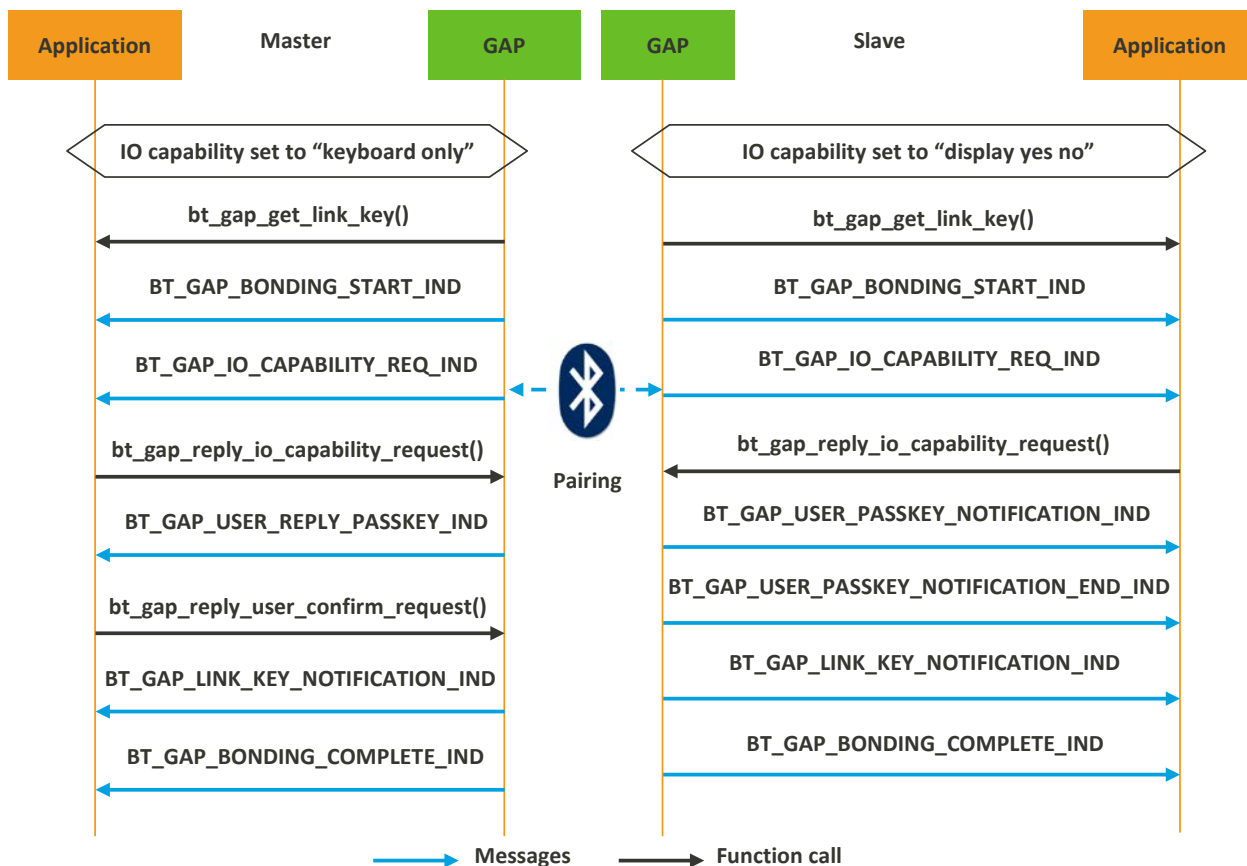 Application
Master
GAP
GAP
Slave
Application
IO capability set to “keyboard only”
IO capability set to “display yes no”
bt_gap_get_link_key()
bt_gap_get_link_key()
BT_GAP_BONDING_START_IND
BT_GAP_BONDING_START_IND
BT_GAP_IO_CAPABILITY_REQ_IND
BT_GAP_IO_CAPABILITY_REQ_IND
bt_gap_reply_io_capability_request()
bt_gap_reply_io_capability_request()
Pairing
BT_GAP_USER_REPLY_PASSKEY_IND
BT_GAP_USER_PASSKEY_NOTIFICATION_IND
BT_GAP_USER_PASSKEY_NOTIFICATION_END_IND
bt_gap_reply_user_confirm_request()
BT_GAP_LINK_KEY_NOTIFICATION_IND
BT_GAP_LINK_KEY_NOTIFICATION_IND
BT_GAP_BONDING_COMPLETE_IND
BT_GAP_BONDING_COMPLETE_IND
Messages
Function call